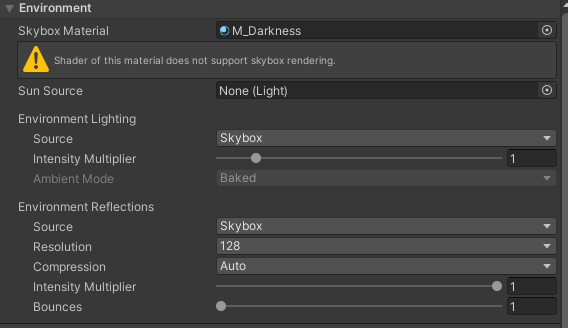 Environment
Skybox Material M_Darkness
Shader of this material does not support skybox rendering.
Sun Source None (Light)
Environment Lighting
Source Skybox
Intensity Multiplier 1
Ambient Mode Baked
Environment Reflections
Source Skybox
Resolution 128
Compression Auto
Intensity Multiplier 1
Bounces 1